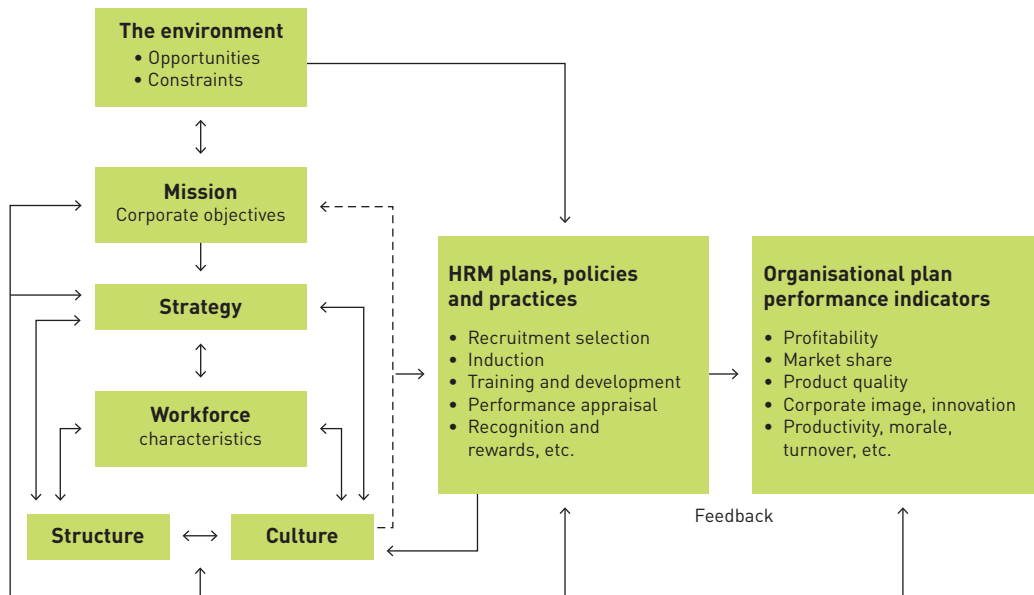 The environment
• Opportunities
• Constraints
Mission
Corporate objectives
Strategy
Workforce
characteristics
Structure
Culture
HRM plans, policies
and practices
• Recruitment selection
• Induction
• Training and development
• Performance appraisal
• Recognition and
rewards, etc.
Organisational plan
performance indicators
• Profitability
• Market share
• Product quality
• Corporate image, innovation
• Productivity, morale,
turnover, etc.
Feedback